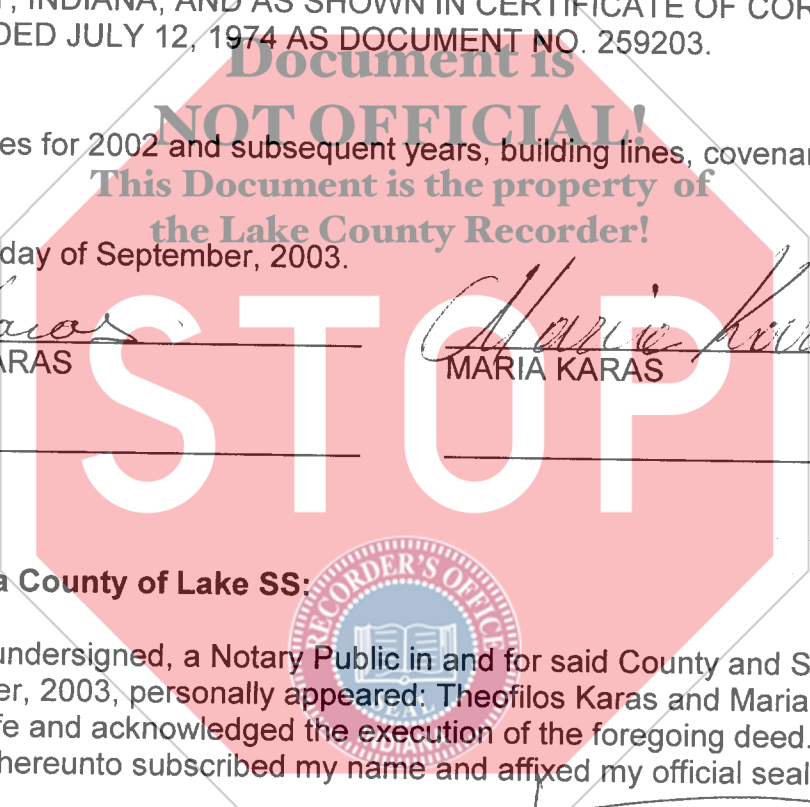 INDIANA, AND AS SHOWN IN CERTIFICATE OF COR
DED JULY 12, 1974 AS DOCUMENT NO. 259203.
Document is
NOT OFFICIAL!
es for 2002 and subsequent years, building lines, covena
This Document is the property of
the Lake County Recorder!
day of September, 2003.
Maria Kara
ARAS
MARIA KARAS
STOP
a County of Lake SS:
RECORDER'S OFFICE
undersigned, a Notary Public in and for said County and S
er, 2003, personally appeared: Theofilos Karas and Maria
SEAL
fe and acknowledged the execution of the foregoing deed.
INDIANA
hereunto subscribed my name and affixed my official seal